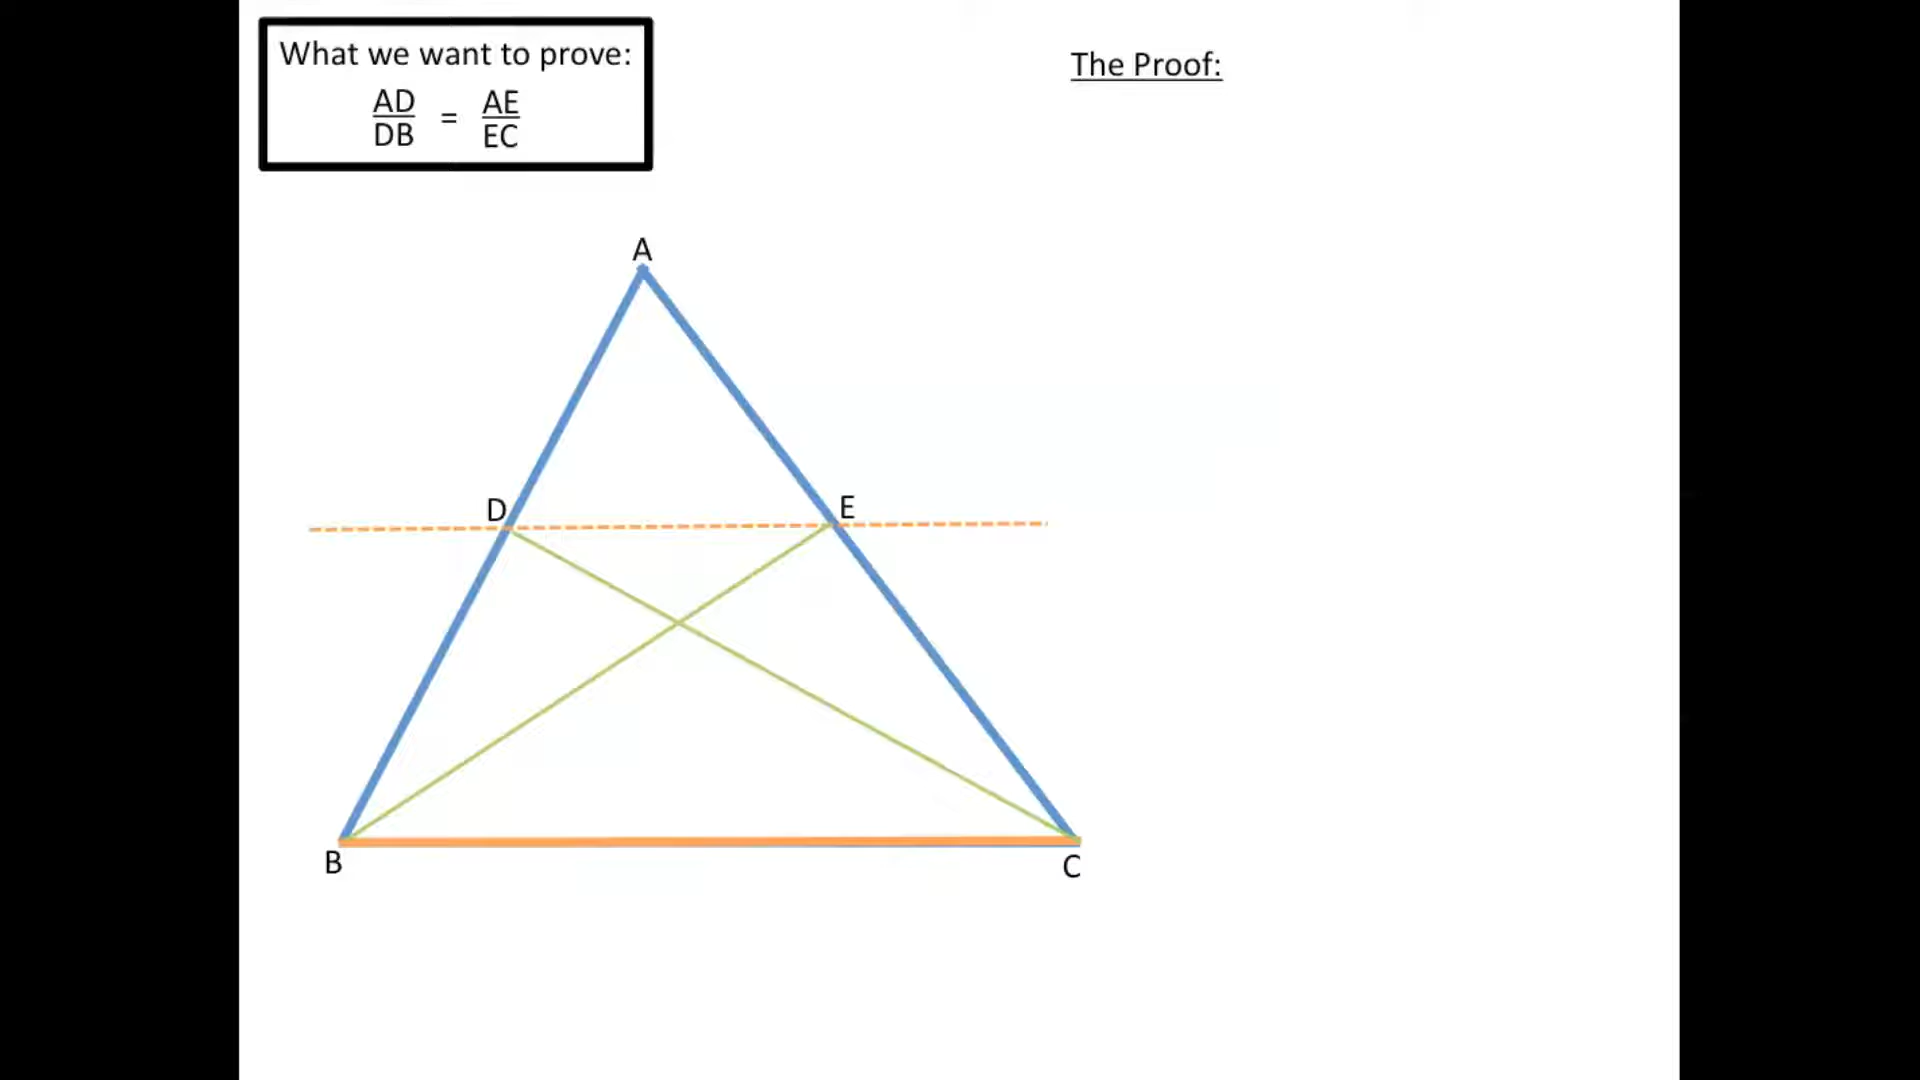 What we want to prove:
AD = AE
DB EC
The Proof:
A
D
E
B
C